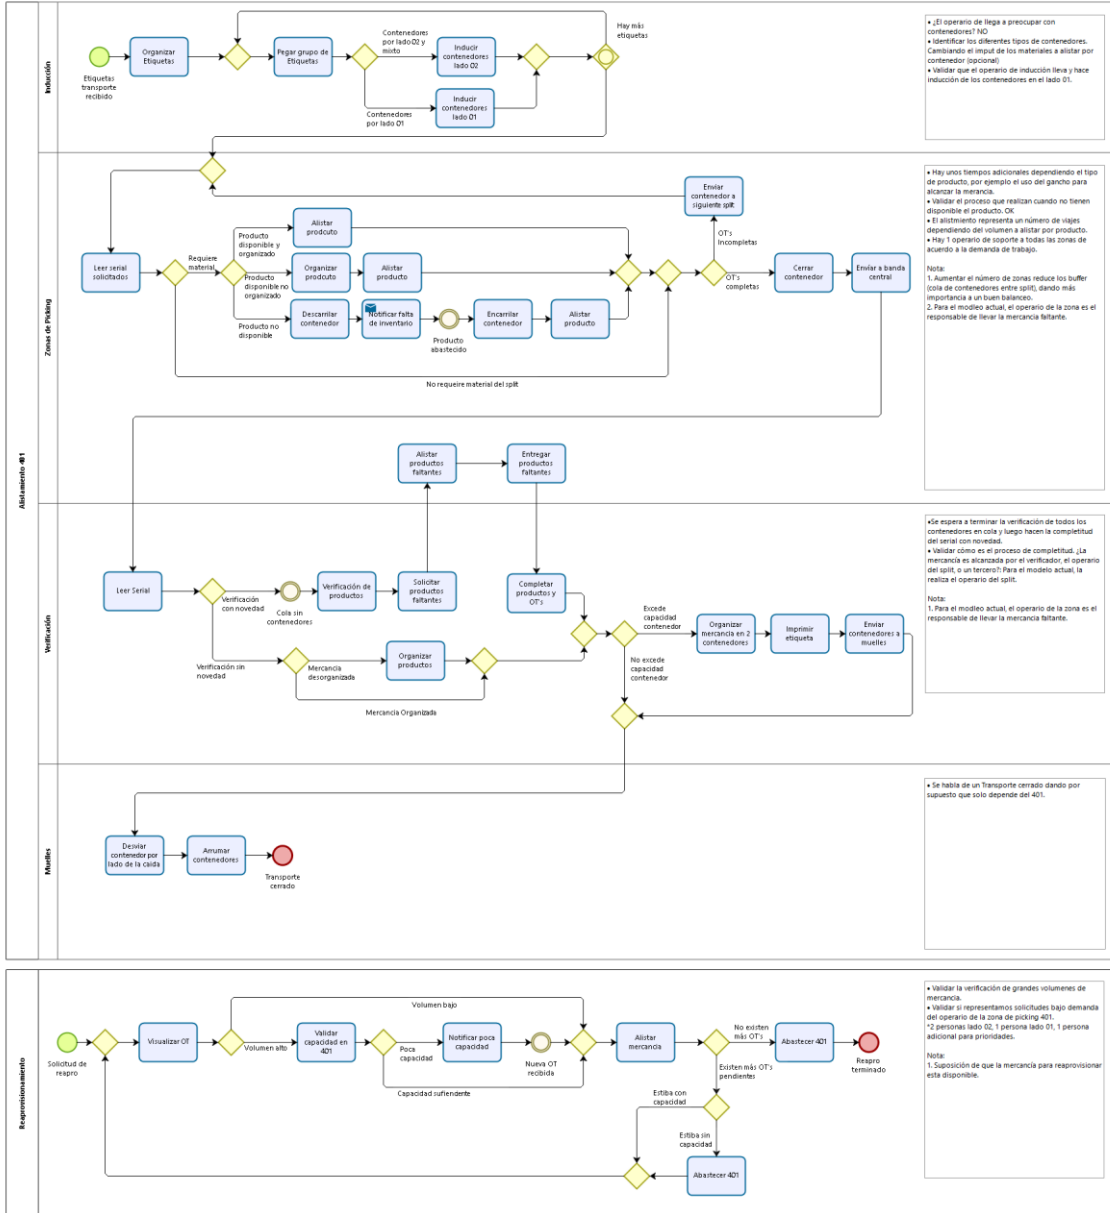 Alistamiento 401
Inducción
Etiquetas
transporte
recibido
Organizar
Etiquetas
Pegar grupo de
Etiquetas
Contenedores
por lado 02 y
mixto
Inducir
contenedores
lado 02
Contenedores
por lado 01
Inducir
contenedores
lado 01
Hay más
etiquetas
• ¿El operario de llega a preocupar con
contenedores? NO
• Identificar los diferentes tipos de contenedores.
Cambiando el imput de los materiales a alistar por
contenedor (opcional)
• Validar que el operario de inducción lleva y hace
inducción de los contenedores en el lado 01.
Zonas de Picking
Leer serial
solicitados
Requiere
material
Producto
disponible y
organizado
Alistar
prodcuto
Producto
disponible no
organizado
Organizar
prodcuto
Alistar
producto
Producto no
disponible
Descarrilar
contenedor
Notificar falta
de inventario
Producto
abastecido
Encarrilar
contenedor
Alistar
producto
No requeire material del split
Enviar
contenedor a
siguiente split
OT's
Incompletas
OT's
completas
Cerrar
contenedor
Envíar a banda
central
• Hay unos tiempos adicionales dependiendo el tipo
de producto, por ejemplo el uso del gancho para
alcanzar la merancia.
• Validar el proceso que realizan cuando no tienen
disponible el producto. OK
• El alistmiento representa un número de viajes
dependiendo del volumen a alistar por producto.
• Hay 1 operario de soporte a todas las zonas de
acuerdo a la demanda de trabajo.
Nota:
1. Aumentar el número de zonas reduce los buffer
(cola de contenedores entre split), dando más
importancia a un buen balanceo.
2. Para el modleo actual, el operario de la zona es el
responsable de llevar la mercancia faltante.
Verificación
Alistar
productos
faltantes
Entregar
productos
faltantes
Leer Serial
Verificación
con novedad
Cola sin
contenedores
Verificación de
productos
Solicitar
productos
faltantes
Completar
productos y
OT's
Verificación sin
novedad
Mercancia
desorganizada
Organizar
productos
Mercancia Organizada
Excede
capacidad
contenedor
No excede
capacidad
contenedor
Organizar
mercancia en 2
contenedores
Imprimir
etiqueta
Enviar
contenedores a
muelles
•Se espera a terminar la verificación de todos los
contenedores en cola y luego hacen la completitud
del serial con novedad.
• Validar cómo es el proceso de completitud. ¿La
mercancía es alcanzada por el verificador, el operario
del split, o un tercero?: Para el modelo actual, la
realiza el operario del split.
Nota:
1. Para el modleo actual, el operario de la zona es el
responsable de llevar la mercancia faltante.
Muelles
Desviar
contenedor por
lado de la caida
Arrumar
contenedores
Transporte
cerrado
• Se habla de un Transporte cerrado dando por
supuesto que solo depende del 401.
Reaprovisionamiento
Solicitud de
reapro
Visualizar OT
Volumen bajo
Volumen alto
Validar
capacidad en
401
Poca
capacidad
Notificar poca
capacidad
Nueva OT
recibida
Capacidad sufiendente
Alistar
mercancia
No existen
más OT's
Abastecer 401
Reapro
terminado
Existen más OT's
pendientes
Estiba con
capacidad
Estiba sin
capacidad
Abastecer 401
• Validar la verificación de grandes volumenes de
mercancia.
• Validar si representamos solicitudes bajo demanda
del operario de la zona de picking 401.
*2 personas lado 02, 1 persona lado 01, 1 persona
adicional para prioridades.
Nota:
1. Suposición de que la mercancía para reaprovisionar
esta disponible.